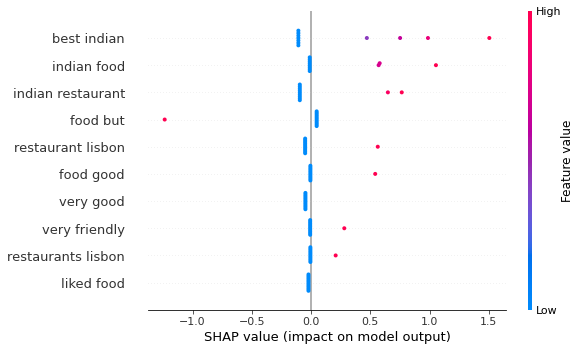 High
best indian
indian food
indian restaurant
food but
restaurant lisbon
food good
very good
very friendly
restaurants lisbon
liked food
Feature value
Low
−1.0 −0.5 0.0 0.5 1.0 1.5
SHAP value (impact on model output)